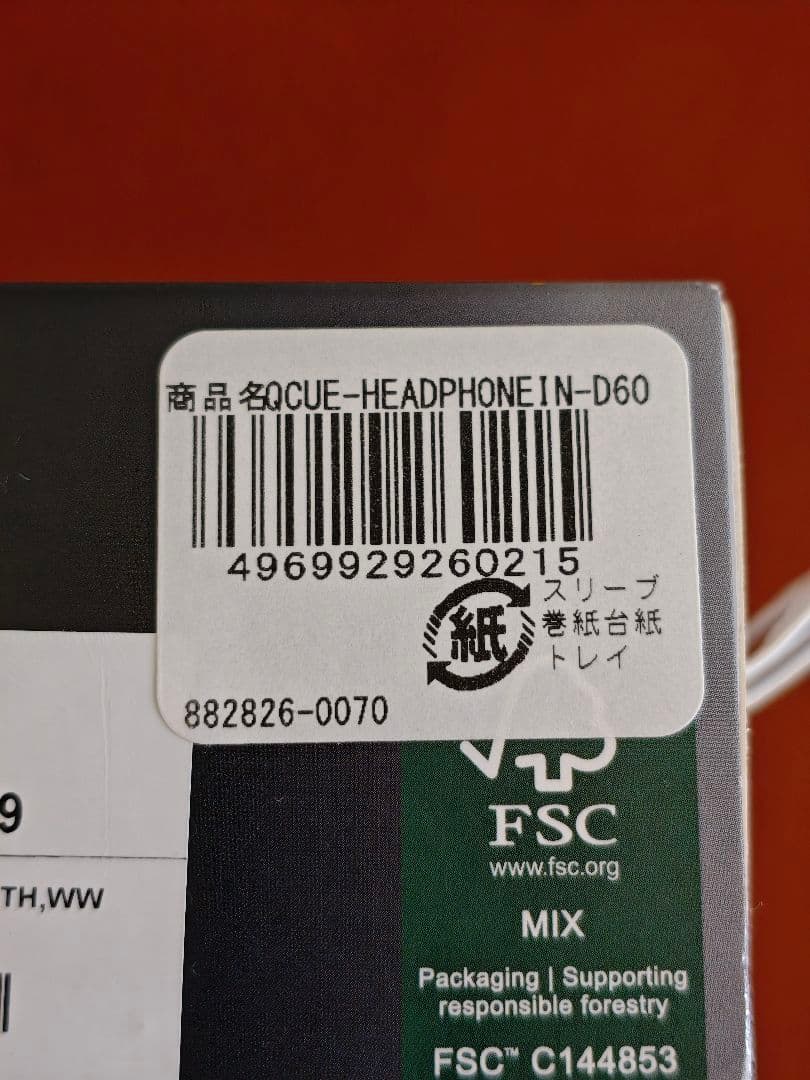 商品名QCUE-HEADPHONEIN-D60
4969929260215
紙
スリーブ
巻紙台紙
トレイ
882826-0070
9
TH,WW
FSC
www.fsc.org
MIX
Packaging | Supporting
responsible forestry
FSC™ C144853